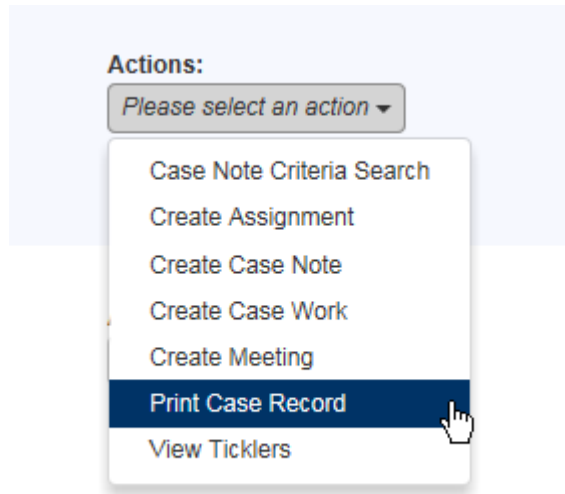 Actions:
Please select an action
Case Note Criteria Search
Create Assignment
Create Case Note
Create Case Work
Create Meeting
Print Case Record
View Ticklers